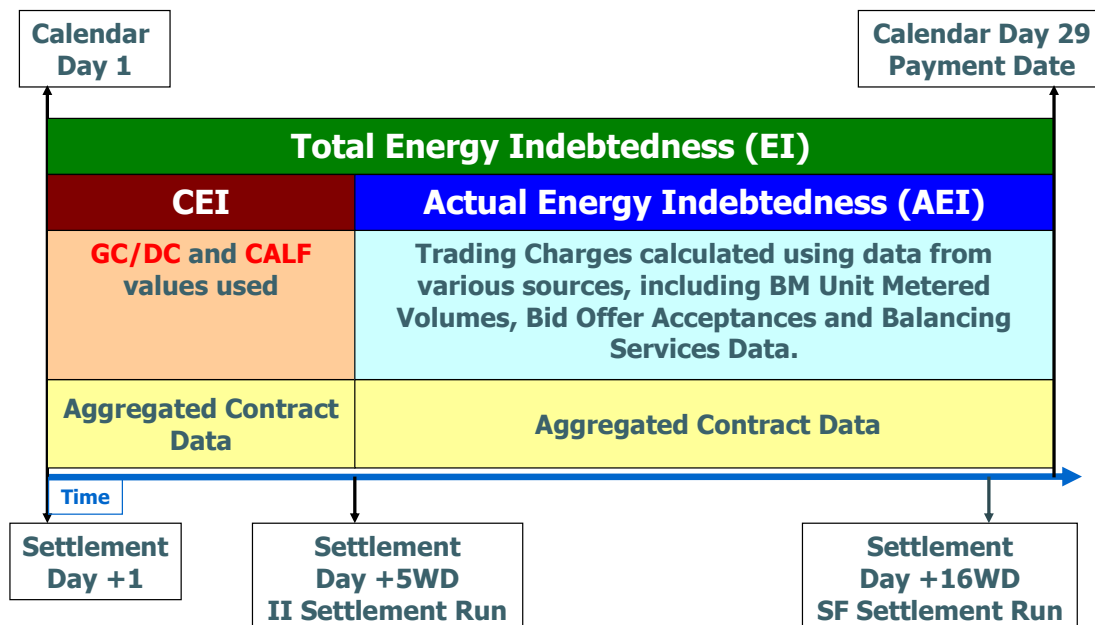 Calendar
Day 1
Calendar Day 29
Payment Date
Total Energy Indebtedness (EI)
CEI
Actual Energy Indebtedness (AEI)
GC/DC and CALF
values used
Trading Charges calculated using data from
various sources, including BM Unit Metered
Volumes, Bid Offer Acceptances and Balancing
Services Data.
Aggregated Contract
Data
Aggregated Contract Data
Time
Settlement
Day +1
Settlement
Day +5WD
II Settlement Run
Settlement
Day +16WD
SF Settlement Run